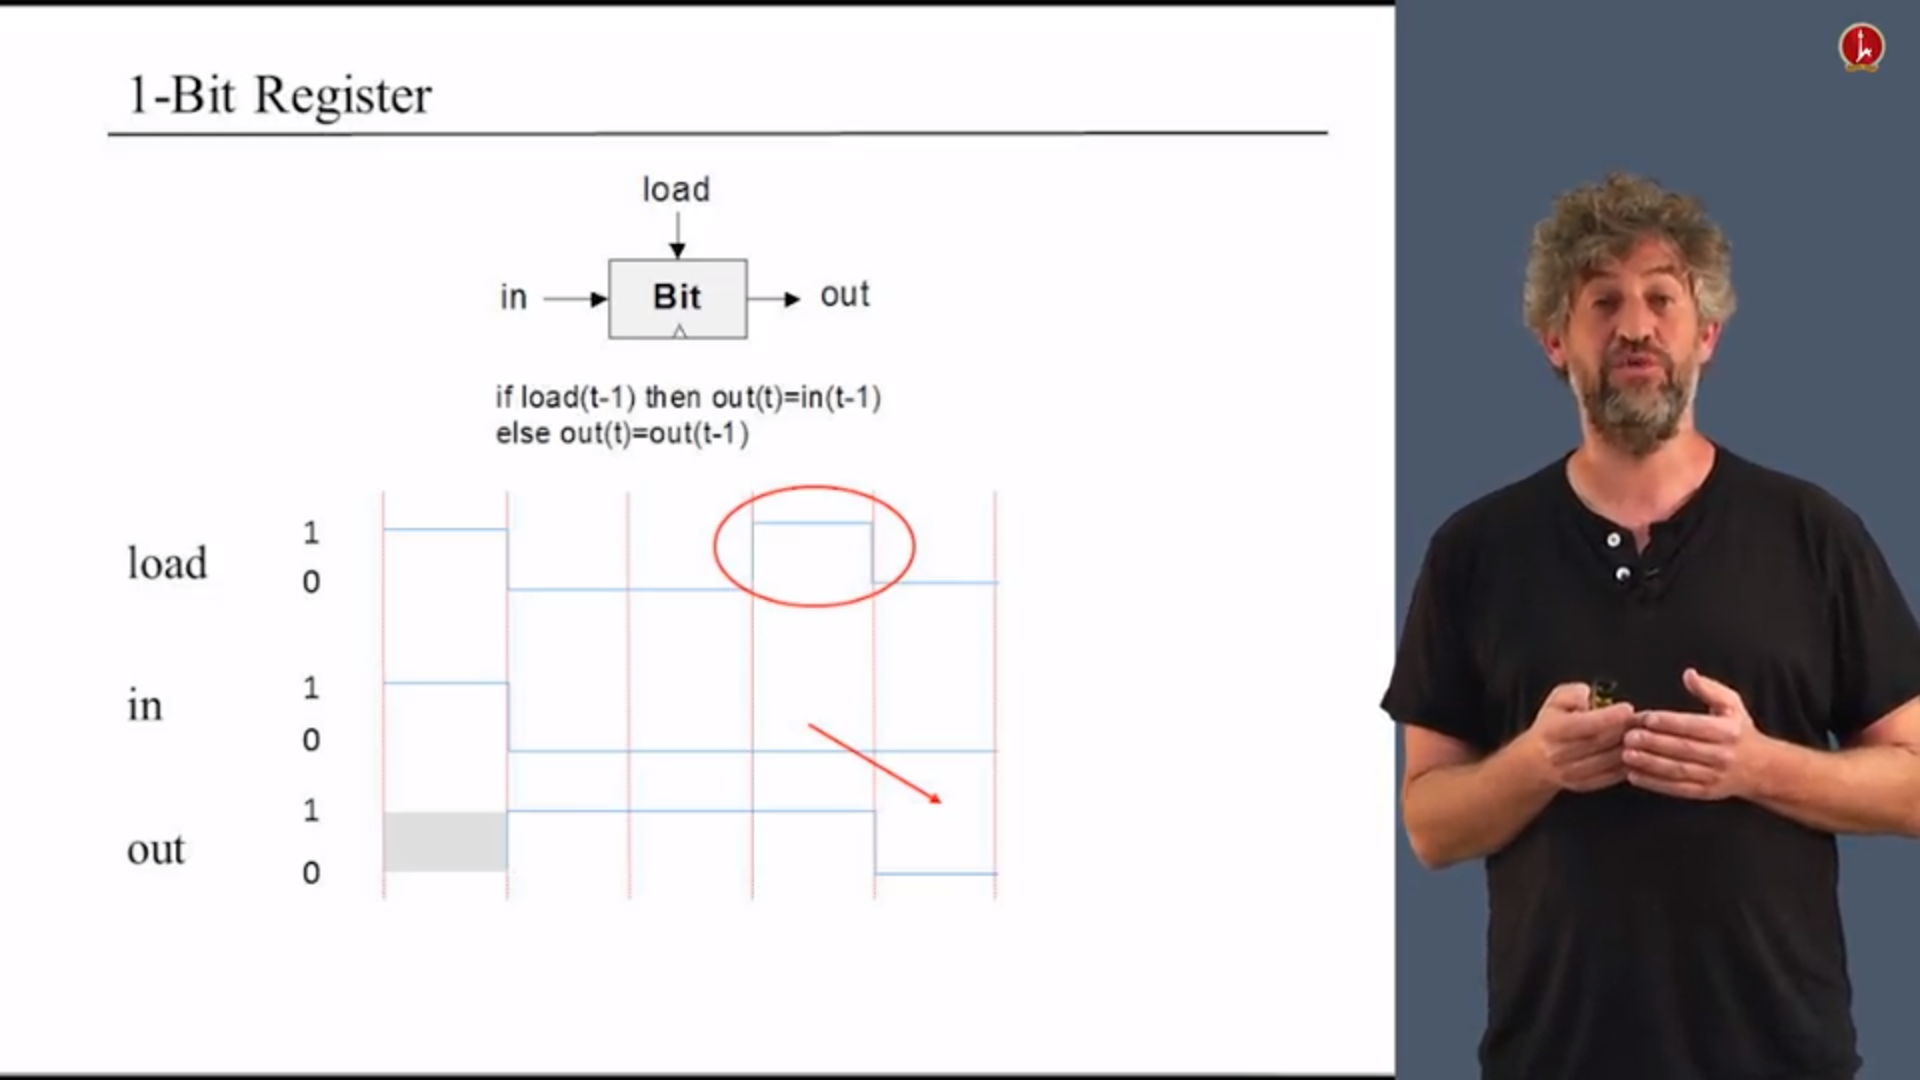 1-Bit Register
load
in
Bit
out
if load(t-1) then out(t)=in(t-1)
else out(t)=out(t-1)
load
1
0
in
1
0
out
1
0